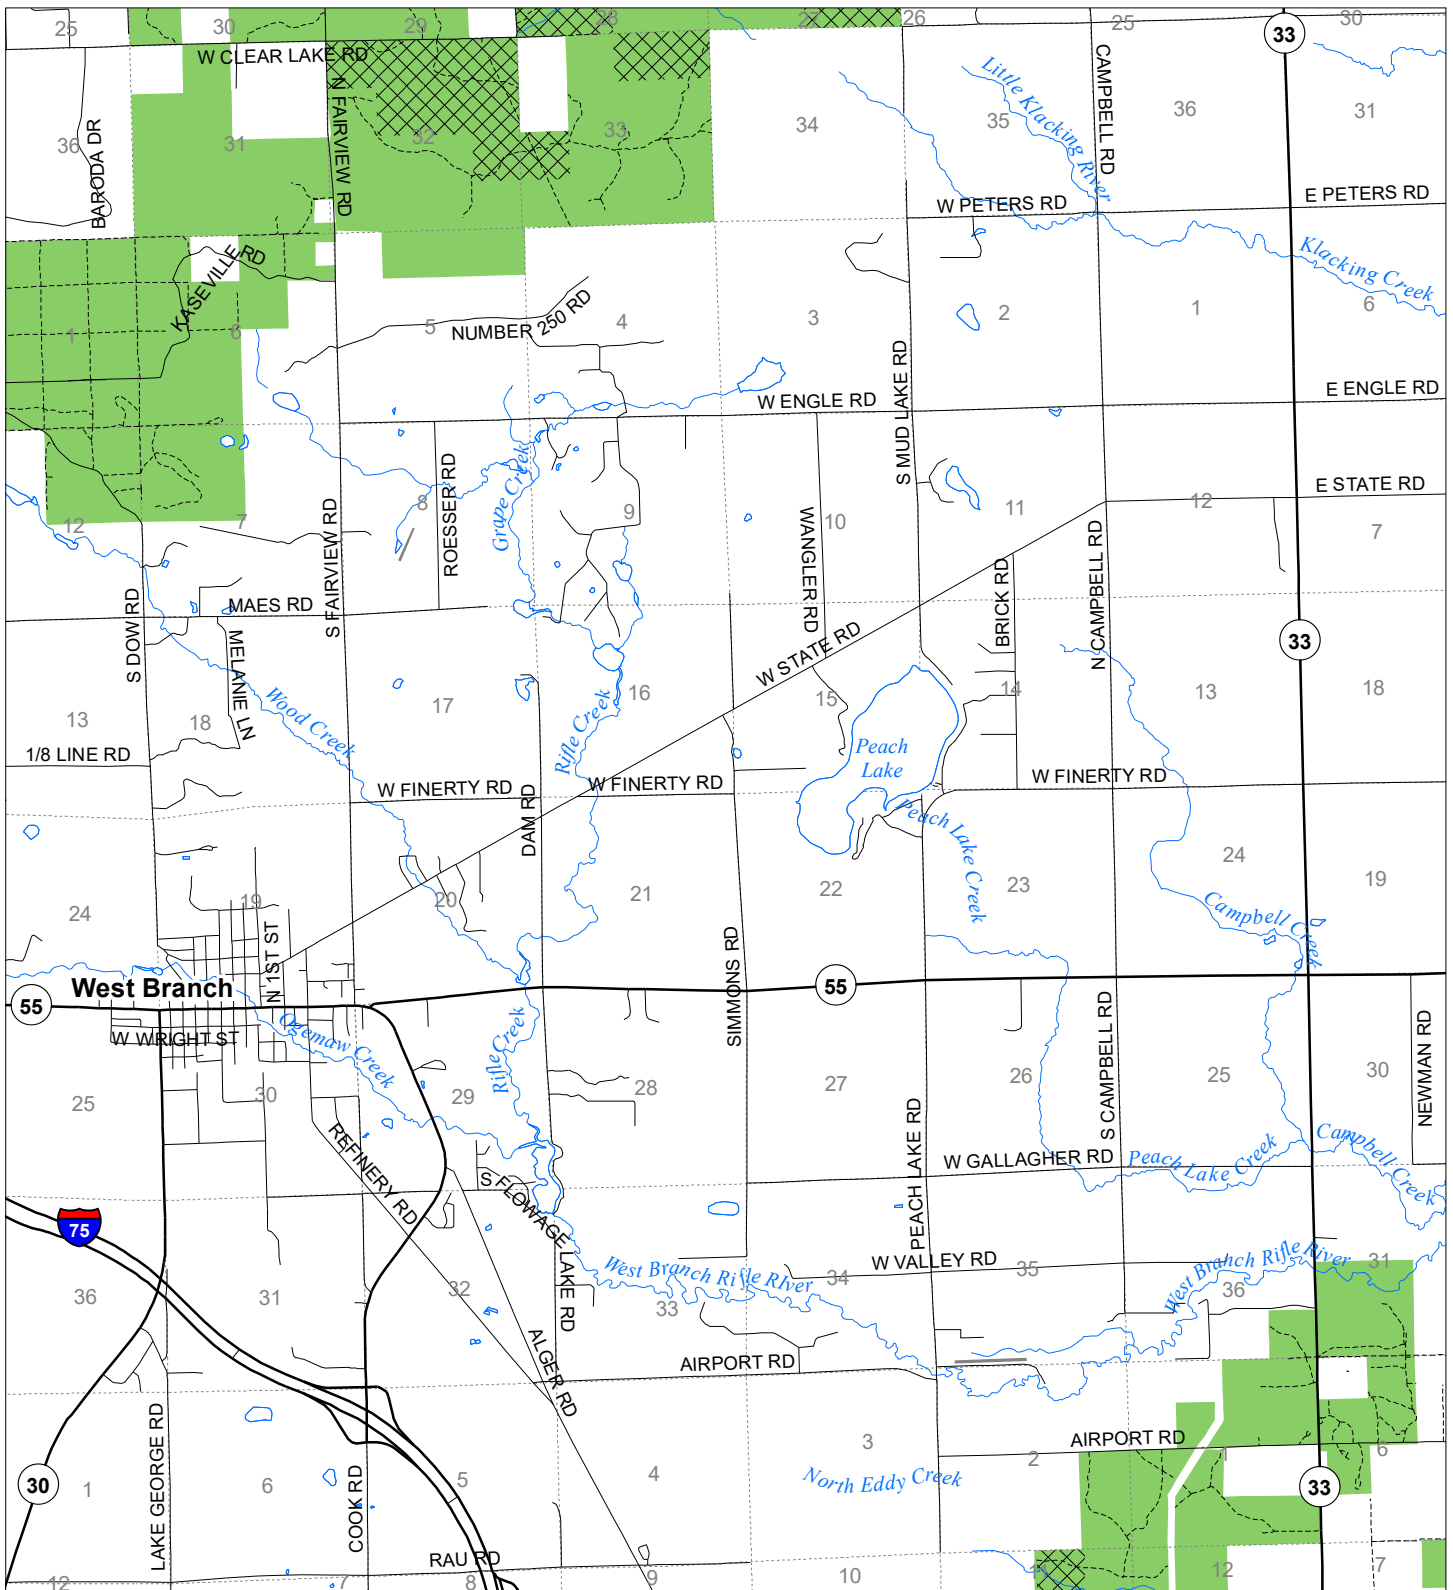 25
30
29
28
27
26
25
30
33
W CLEAR LAKE RD
N FAIRVIEW RD
CAMPBELL RD
Little Klacking River
BARODA DR
36
31
32
33
34
35
36
31
W PETERS RD
E PETERS RD
KASEVILLE RD
Klacking Creek
1
6
5
4
3
2
1
6
NUMBER 250 RD
S MUD LAKE RD
W ENGLE RD
E ENGLE RD
ROESSER RD
Grape Creek
E STATE RD
12
7
8
9
10
11
12
7
S FAIRVIEW RD
WANGLER RD
BRICK RD
N CAMPBELL RD
S DOW RD
MAES RD
MELANIE LN
W STATE RD
33
Wood Creek
Rifle Creek
13
18
17
16
15
14
13
18
1/8 LINE RD
Peach
Lake
W FINERTY RD
W FINERTY RD
W FINERTY RD
DAM RD
Peach Lake Creek
24
19
20
21
22
23
24
19
N 1ST ST
SIMMONS RD
Campbell Creek
West Branch
55
55
W WRIGHT ST
Ogemaw Creek
Rifle Creek
S CAMPBELL RD
NEWMAN RD
25
30
29
28
27
26
25
30
REFINERY RD
PEACH LAKE RD
W GALLAGHER RD
Peach Lake Creek
Campbell Creek
75
S FLOWAGE LAKE RD
W VALLEY RD
West Branch Rifle RIver
West Branch Rifle River
36
31
32
33
34
35
36
31
ALGER RD
AIRPORT RD
LAKE GEORGE RD
COOK RD
AIRPORT RD
North Eddy Creek
30
1
6
5
4
3
2
1
6
33
RAU RD
12
7
8
9
10
11
12
7